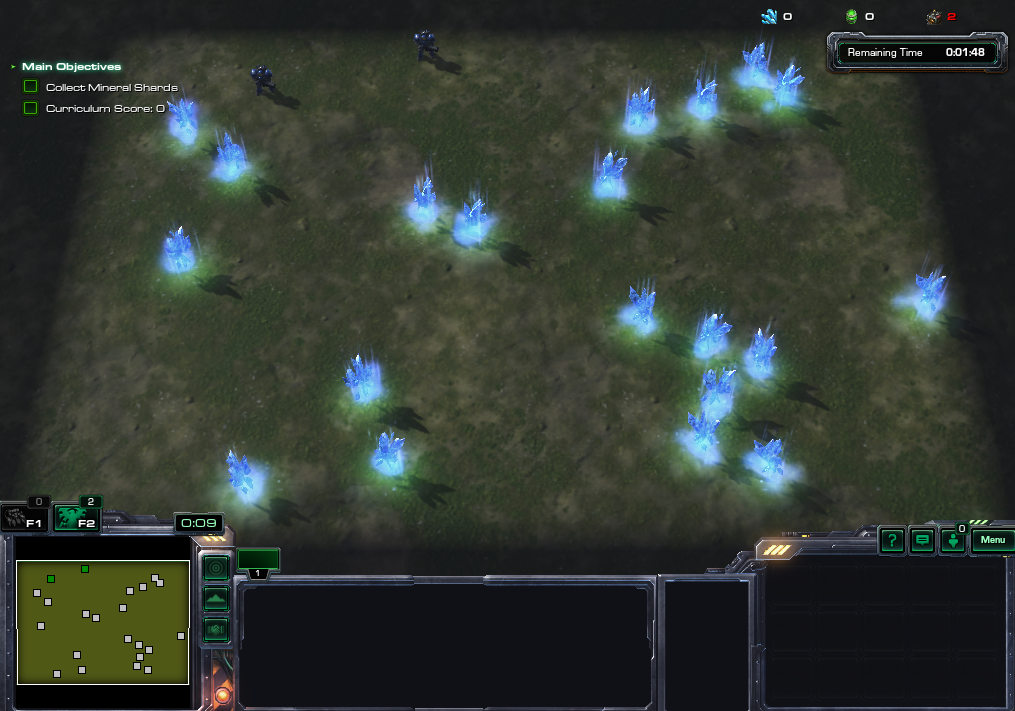 0 0 2
Remaining Time 0:01:48
Main Objectives
Collect Mineral Shards
Curriculum Score: 0
0 2
F1 F2
0:09
1
0
? Menu